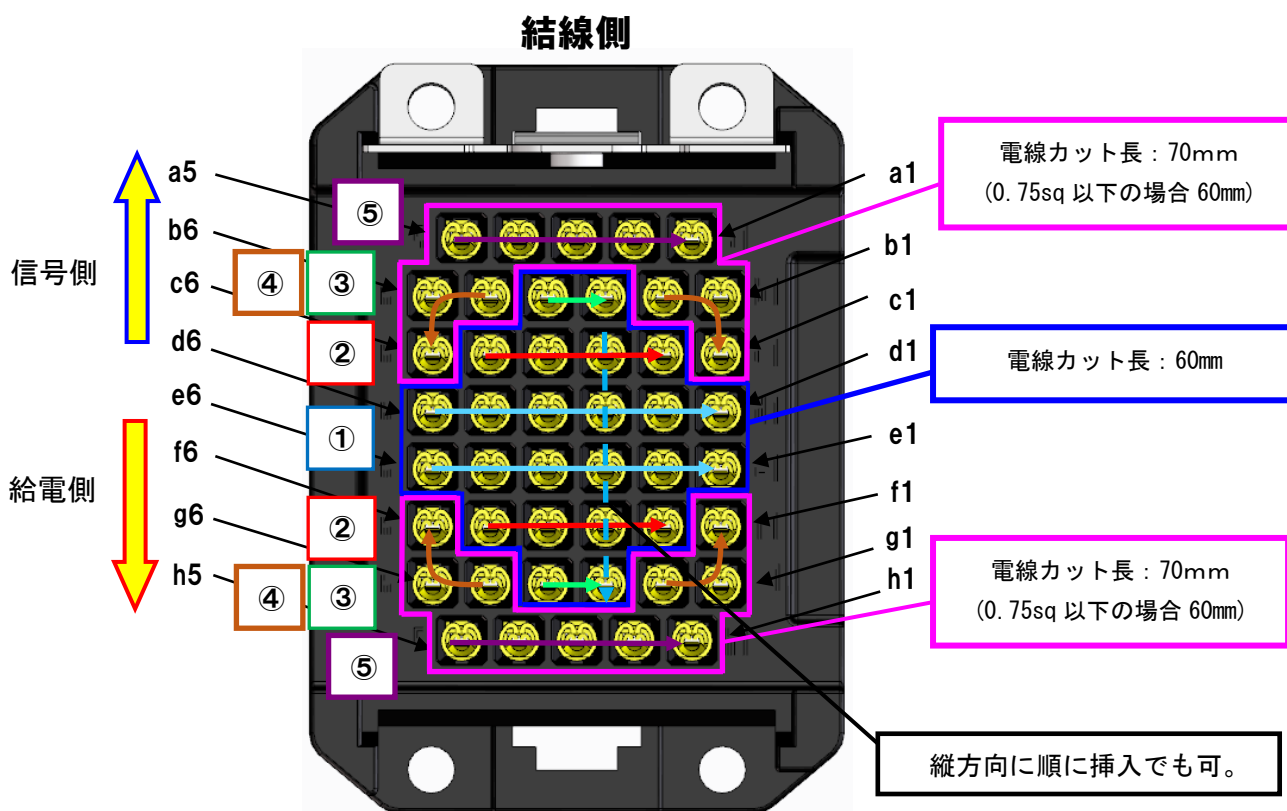 結線側
a5
a1
電線カット長：70mm
(0.75sq 以下の場合 60mm)
⑤
b6
b1
信号側
④
③
c6
c1
②
d6
d1
電線カット長：60mm
e6
①
e1
f6
f1
給電側
②
g6
g1
h5
h1
電線カット長：70mm
(0.75sq 以下の場合 60mm)
④
③
⑤
縦方向に順に挿入でも可。